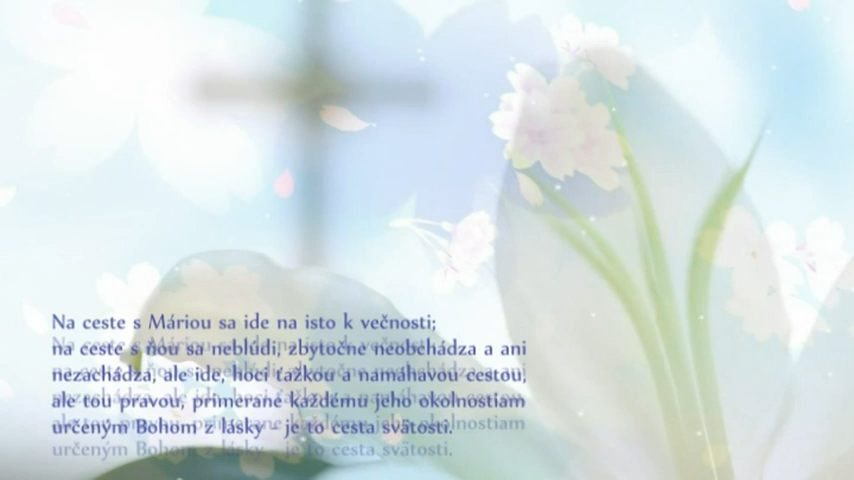 Na ceste s Máriou sa ide na isto k večnosti;
na ceste s ňou sa neblúdi, zbytočne neobchádza a ani
nezachádza, ale ide, hoci ťažkou a namáhavou cestou,
ale tou pravou, primerane každému jeho okolnostiam
určeným Bohom z lásky - je to cesta svätosti.